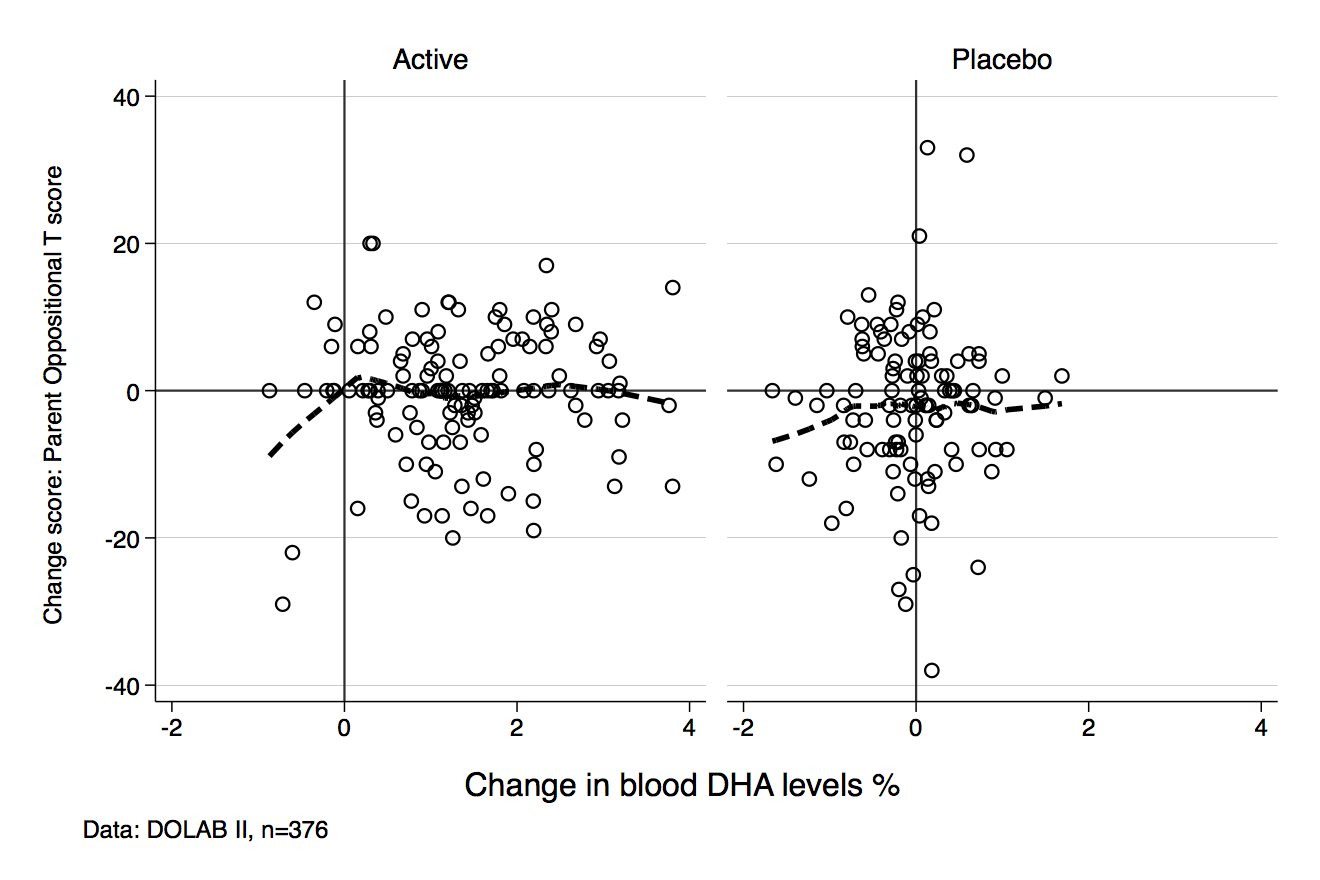 Active
Placebo
Change score: Parent Oppositional T score
40
20
0
-20
-40
-2
0
2
4
-2
0
2
4
Change in blood DHA levels %
Data: DOLAB II, n=376